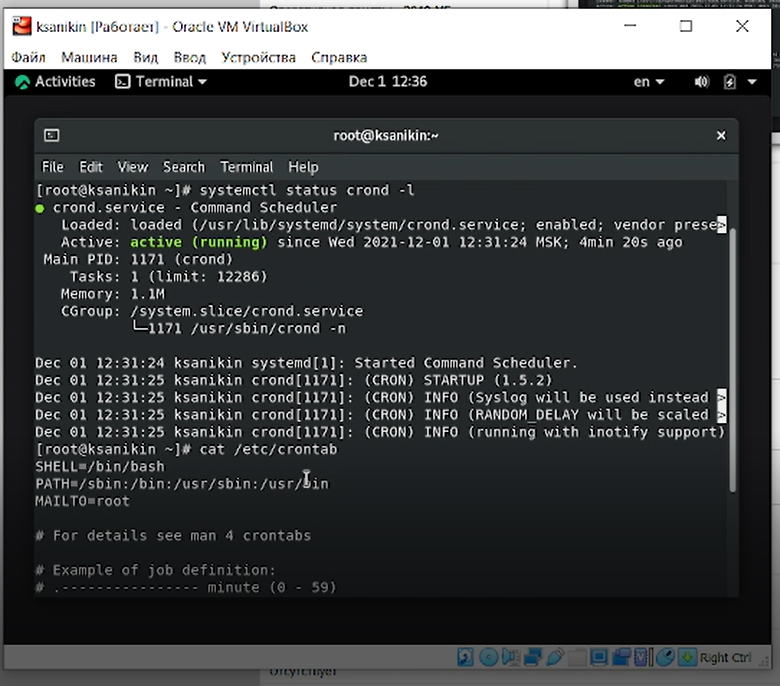 ksanikin [Работает] - Oracle VM VirtualBox
Файл Машина Вид Ввод Устройства Справка
Activities Terminal Dec 1 12:36 en
root@ksanikin:~
File Edit View Search Terminal Help
[root@ksanikin ~]# systemctl status crond -l
● crond.service - Command Scheduler
Loaded: loaded (/usr/lib/systemd/system/crond.service; enabled; vendor prese>
Active: active (running) since Wed 2021-12-01 12:31:24 MSK; 4min 20s ago
Main PID: 1171 (crond)
Tasks: 1 (limit: 12286)
Memory: 1.1M
CGroup: /system.slice/crond.service
└─1171 /usr/sbin/crond -n
Dec 01 12:31:24 ksanikin systemd[1]: Started Command Scheduler.
Dec 01 12:31:25 ksanikin crond[1171]: (CRON) STARTUP (1.5.2)
Dec 01 12:31:25 ksanikin crond[1171]: (CRON) INFO (Syslog will be used instead >
Dec 01 12:31:25 ksanikin crond[1171]: (CRON) INFO (RANDOM_DELAY will be scaled >
Dec 01 12:31:25 ksanikin crond[1171]: (CRON) INFO (running with inotify support)
[root@ksanikin ~]# cat /etc/crontab
SHELL=/bin/bash
PATH=/sbin:/bin:/usr/sbin:/usr/bin
MAILTO=root
# For details see man 4 crontabs
# Example of job definition:
# .---------------- minute (0 - 59)
Right Ctrl